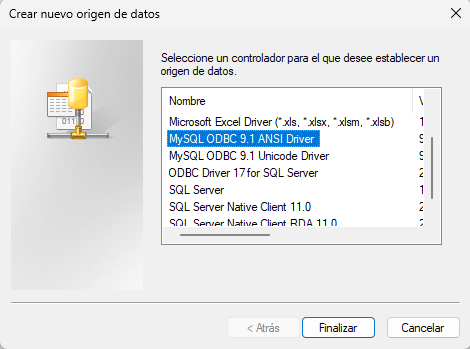 Crear nuevo origen de datos
Seleccione un controlador para el que desee establecer un
origen de datos.
Nombre V
Microsoft Excel Driver (*.xls, *.xlsx, *.xlsm, *.xlsb) 1
MySQL ODBC 9.1 ANSI Driver 9
MySQL ODBC 9.1 Unicode Driver 9
ODBC Driver 17 for SQL Server 2
SQL Server 1
SQL Server Native Client 11.0 2
SQL Server Native Client RDA 11.0 2
< Atrás
Finalizar
Cancelar